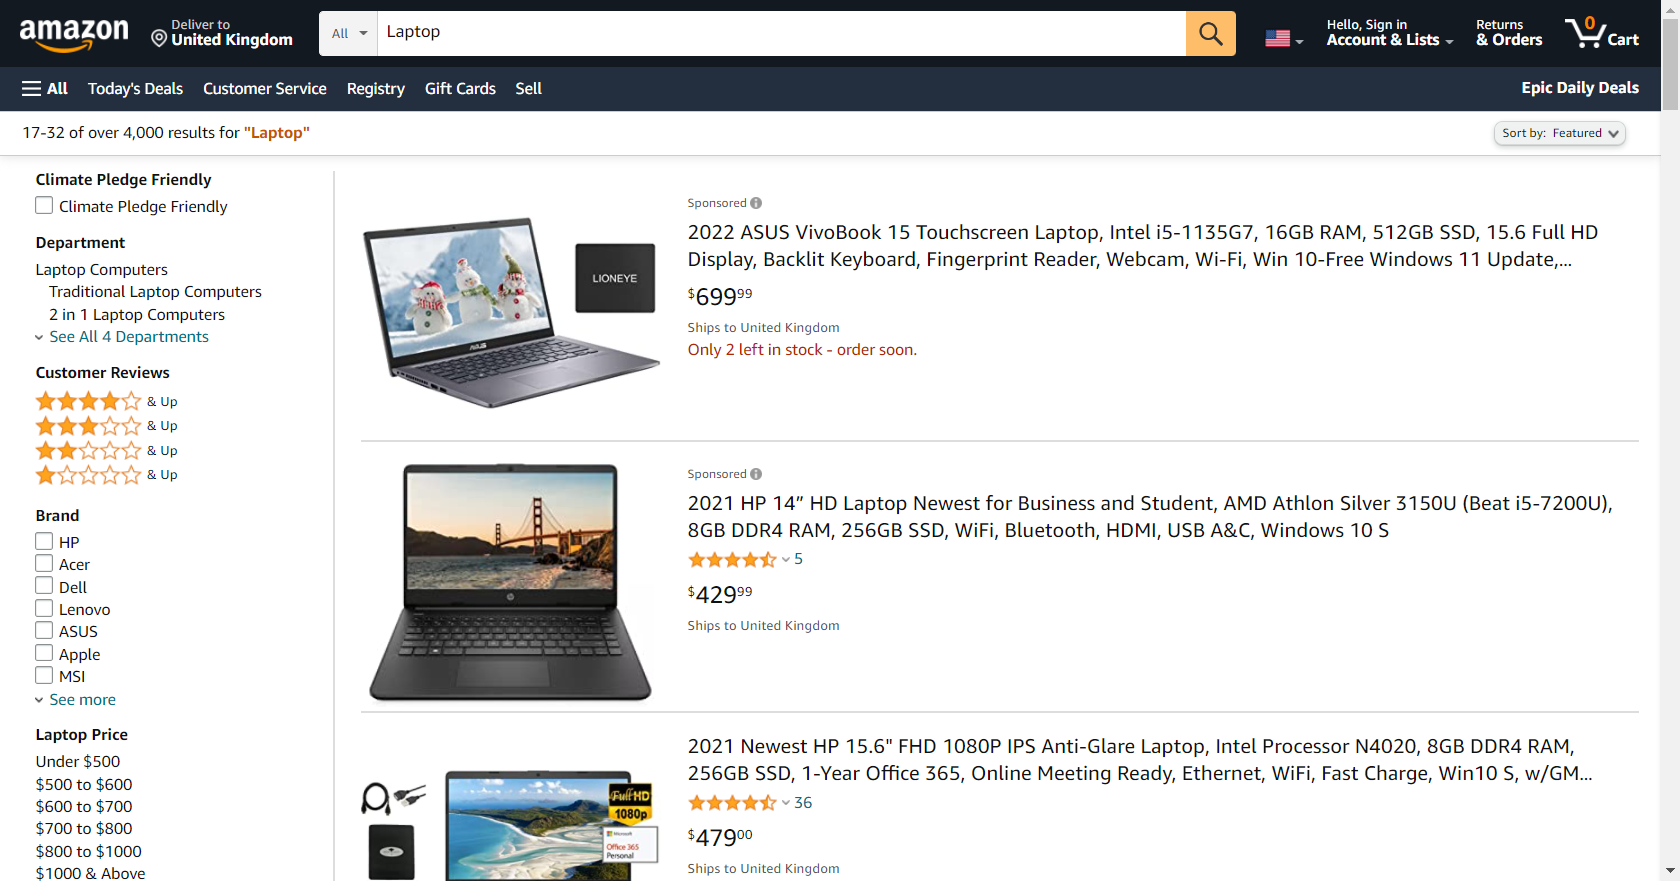 amazon
Deliver to
United Kingdom
All
Laptop
Hello, Sign in
Account & Lists
Returns
& Orders
0
Cart
All
Today's Deals
Customer Service
Registry
Gift Cards
Sell
Epic Daily Deals
17-32 of over 4,000 results for "Laptop"
Sort by: Featured
Climate Pledge Friendly
Climate Pledge Friendly
Department
Laptop Computers
Traditional Laptop Computers
2 in 1 Laptop Computers
See All 4 Departments
Customer Reviews
& Up
& Up
& Up
& Up
Brand
HP
Acer
Dell
Lenovo
ASUS
Apple
MSI
See more
Laptop Price
Under $500
$500 to $600
$600 to $700
$700 to $800
$800 to $1000
$1000 & Above
LIONEYE
ASUS
Sponsored
2022 ASUS VivoBook 15 Touchscreen Laptop, Intel i5-1135G7, 16GB RAM, 512GB SSD, 15.6 Full HD
Display, Backlit Keyboard, Fingerprint Reader, Webcam, Wi-Fi, Win 10-Free Windows 11 Update,...
$699.99
Ships to United Kingdom
Only 2 left in stock - order soon.
Sponsored
2021 HP 14” HD Laptop Newest for Business and Student, AMD Athlon Silver 3150U (Beat i5-7200U),
8GB DDR4 RAM, 256GB SSD, WiFi, Bluetooth, HDMI, USB A&C, Windows 10 S
5
$429.99
Ships to United Kingdom
Full HD
1080p
Microsoft
Office 365
Personal
2021 Newest HP 15.6" FHD 1080P IPS Anti-Glare Laptop, Intel Processor N4020, 8GB DDR4 RAM,
256GB SSD, 1-Year Office 365, Online Meeting Ready, Ethernet, WiFi, Fast Charge, Win10 S, w/GM...
36
$479.00
Ships to United Kingdom